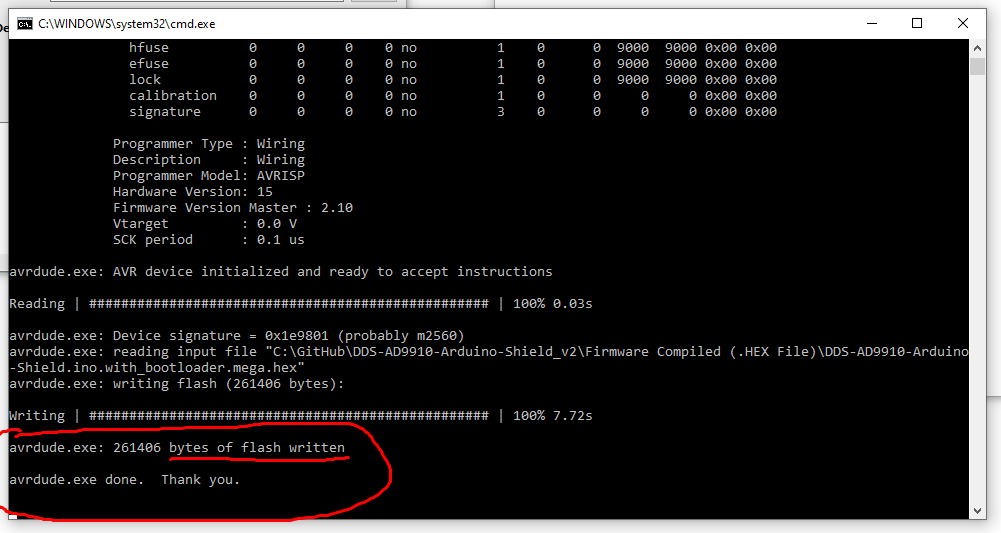 C:\WINDOWS\system32\cmd.exe
hfuse 0 0 0 0 no 1 0 0 9000 9000 0x00 0x00
efuse 0 0 0 0 no 1 0 0 9000 9000 0x00 0x00
lock 0 0 0 0 no 1 0 0 9000 9000 0x00 0x00
calibration 0 0 0 0 no 1 0 0 0 0 0x00 0x00
signature 0 0 0 0 no 3 0 0 0 0 0x00 0x00
Programmer Type : Wiring
Description : Wiring
Programmer Model: AVRISP
Hardware Version: 15
Firmware Version Master : 2.10
Vtarget : 0.0 V
SCK period : 0.1 us
avrdude.exe: AVR device initialized and ready to accept instructions
Reading | ################################################## | 100% 0.03s
avrdude.exe: Device signature = 0x1e9801 (probably m2560)
avrdude.exe: reading input file "C:\GitHub\DDS-AD9910-Arduino-Shield_v2\Firmware Compiled (.HEX File)\DDS-AD9910-Arduino
-Shield.ino.with_bootloader.mega.hex"
avrdude.exe: writing flash (261406 bytes):
Writing | ################################################## | 100% 7.72s
avrdude.exe: 261406 bytes of flash written
avrdude.exe done.  Thank you.